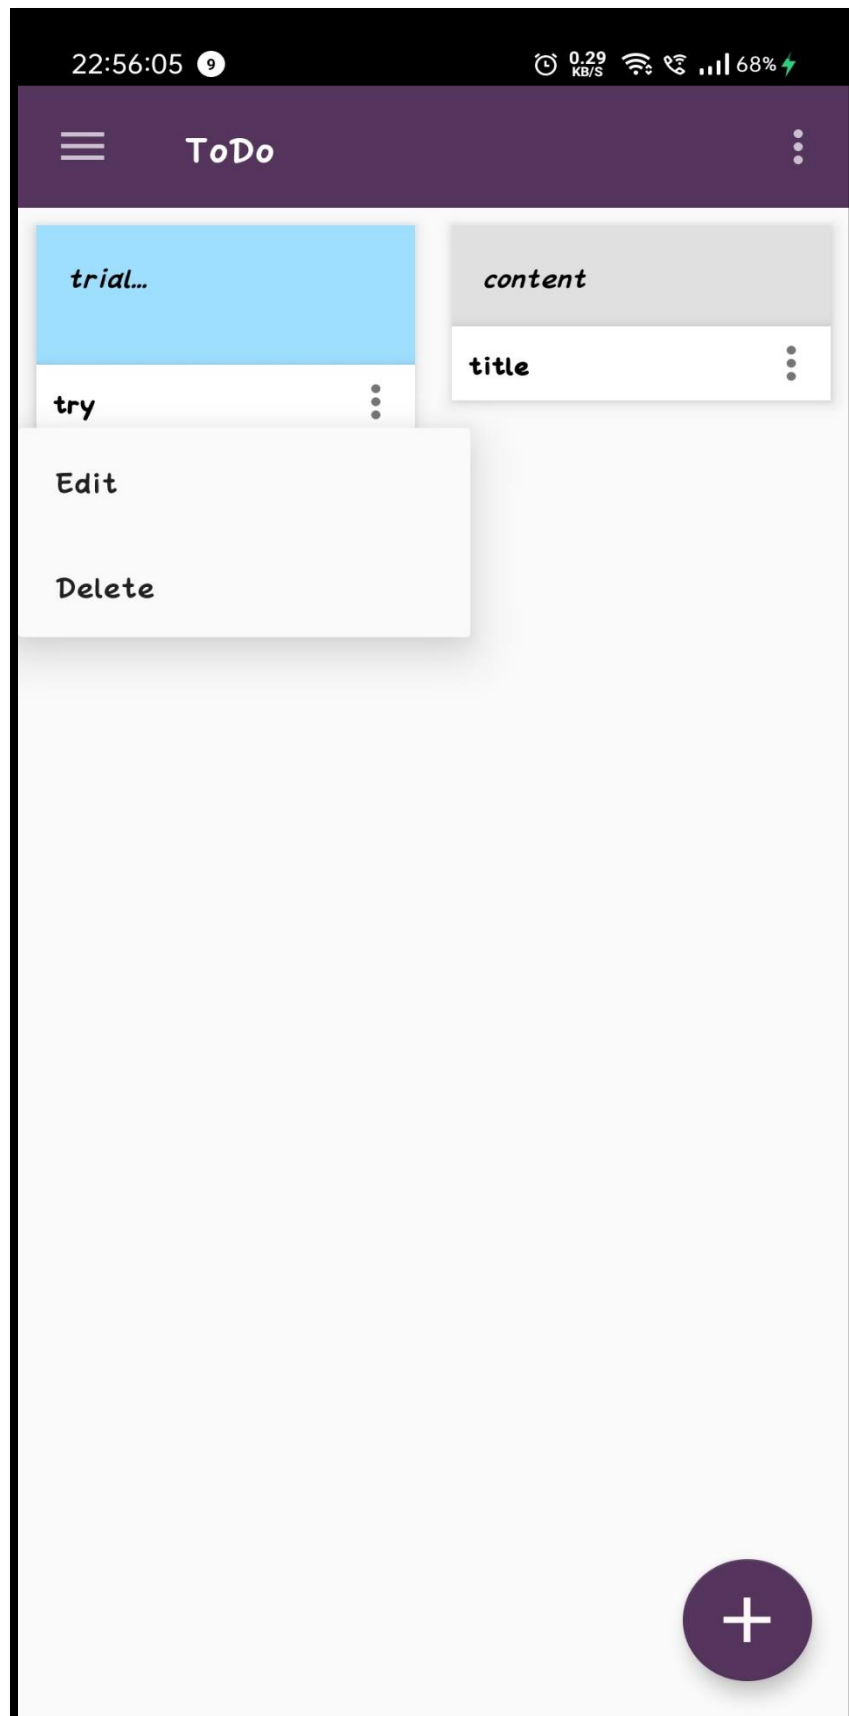 22:56:05 9 0.29 KB/S 68%
ToDo
trial...
content
title
try
Edit
Delete